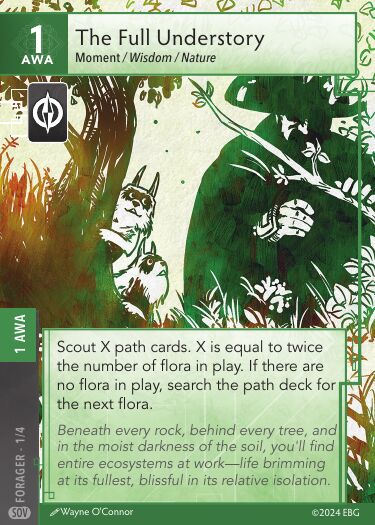 1
AWA
The Full Understory
Moment / Wisdom / Nature
1 AWA
Scout X path cards. X is equal to twice
the number of flora in play. If there are
no flora in play, search the path deck for
the next flora.
Beneath every rock, behind every tree, and
in the moist darkness of the soil, you'll find
entire ecosystems at work—life brimming
at its fullest, blissful in its relative isolation.
SOV FORAGER · 1/4
Wayne O'Connor
©2024 EBG